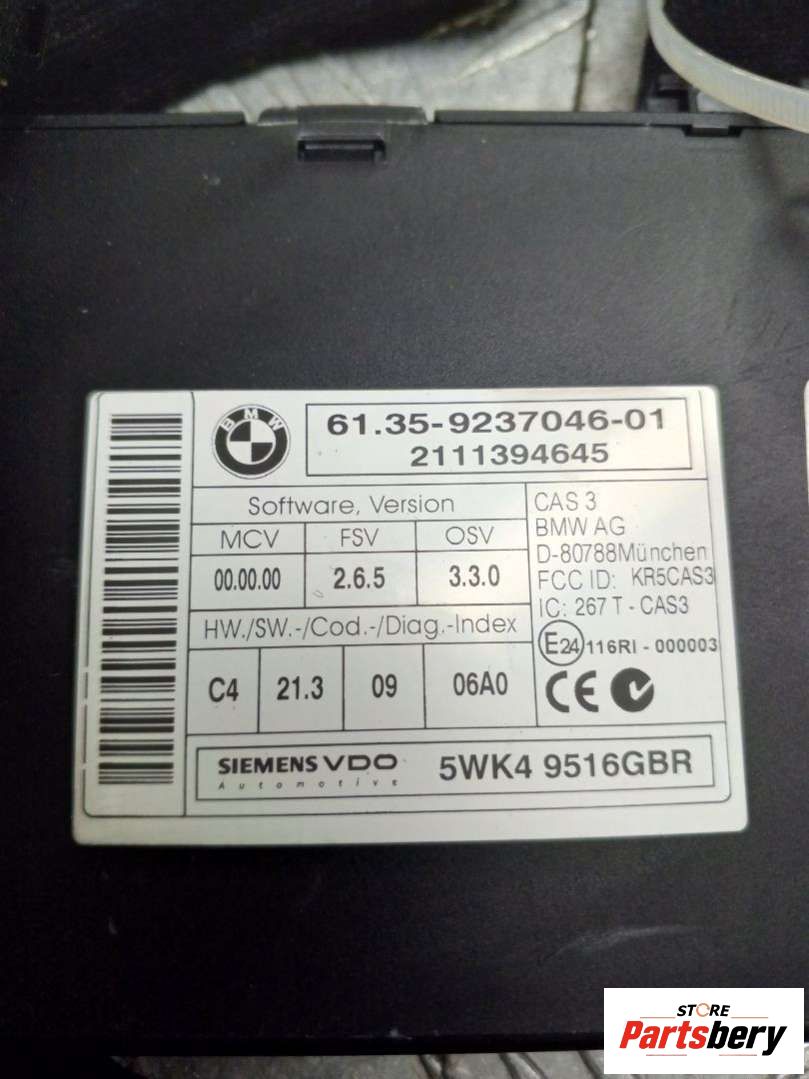 BMW
61.35-9237046-01
2111394645
Software, Version
MCV FSV OSV
00.00.00 2.6.5 3.3.0
HW./SW.-/Cod.-/Diag.-Index
C4 21.3 09 06A0
CAS 3
BMW AG
D-80788München
FCC ID: KR5CAS3
IC: 267 T - CAS3
E24 116RI - 000003
CE
SIEMENS VDO
Automotive
5WK4 9516GBR
STORE
Partsbery